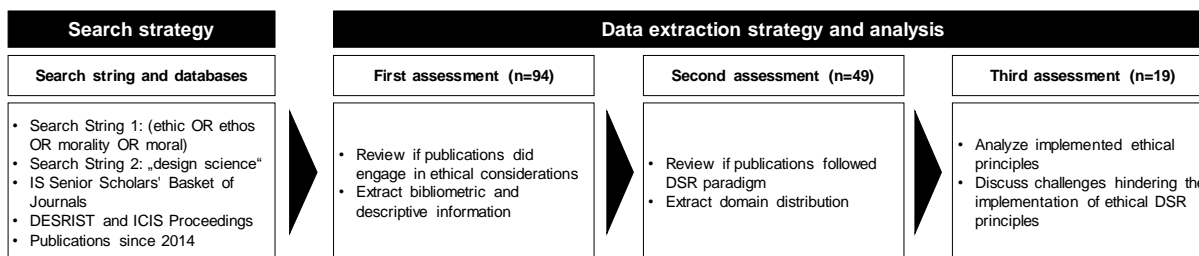 Search strategy
Data extraction strategy and analysis
Search string and databases
First assessment (n=94)
Second assessment (n=49)
Third assessment (n=19)
• Search String 1: (ethic OR ethos
OR morality OR moral)
• Search String 2: „design science“
• IS Senior Scholars' Basket of
Journals
• DESRIST and ICIS Proceedings
• Publications since 2014
• Review if publications did
engage in ethical considerations
• Extract bibliometric and
descriptive information
• Review if publications followed
DSR paradigm
• Extract domain distribution
• Analyze implemented ethical
principles
• Discuss challenges hindering the
implementation of ethical DSR
principles